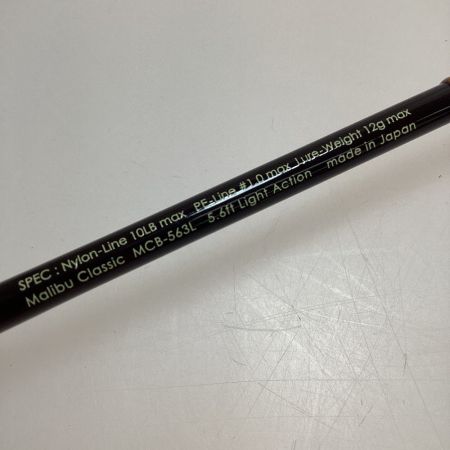 SPEC : Nylon-Line 10LB max PE-Line #1.0 max Lure-Weight 12g max
Malibu Classic MCB-563L 5.6ft Light Action made in Japan